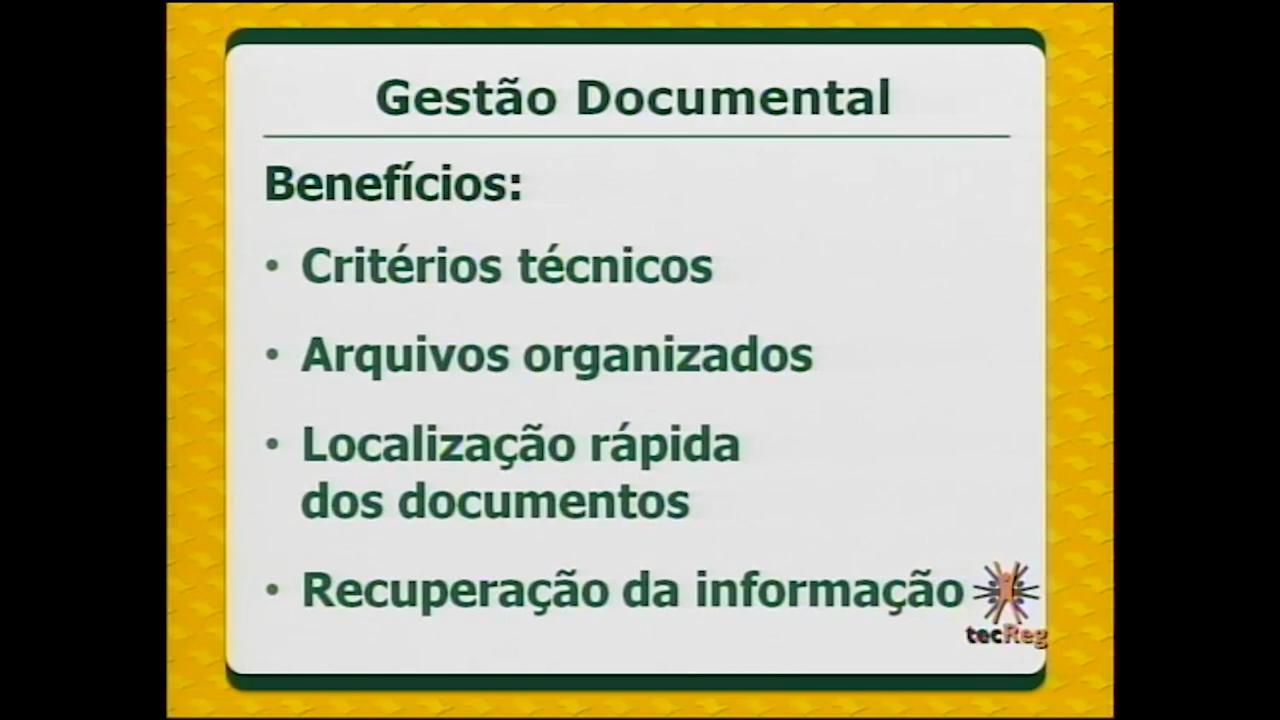 Gestão Documental
Benefícios:
• Critérios técnicos
• Arquivos organizados
• Localização rápida
dos documentos
• Recuperação da informação
tecReg